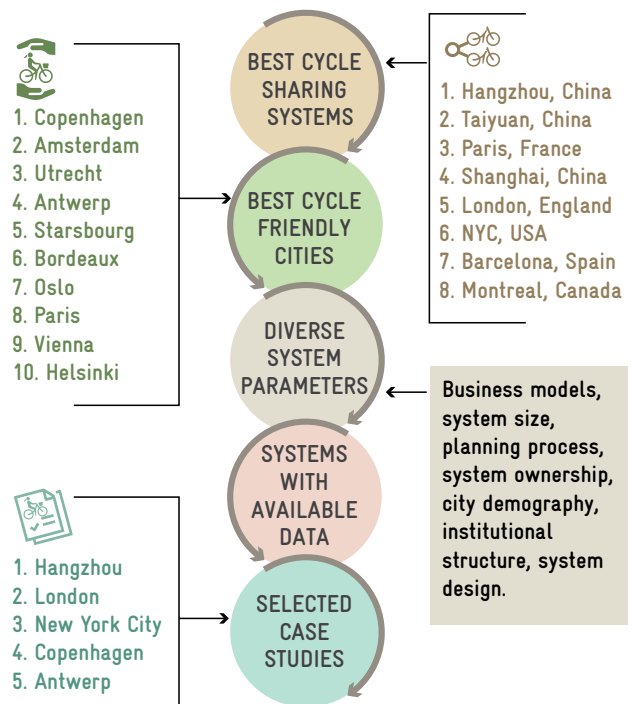 BEST CYCLE
SHARING
SYSTEMS
1. Hangzhou, China
2. Taiyuan, China
3. Paris, France
4. Shanghai, China
5. London, England
6. NYC, USA
7. Barcelona, Spain
8. Montreal, Canada
BEST CYCLE
FRIENDLY
CITIES
1. Copenhagen
2. Amsterdam
3. Utrecht
4. Antwerp
5. Starsbourg
6. Bordeaux
7. Oslo
8. Paris
9. Vienna
10. Helsinki
DIVERSE
SYSTEM
PARAMETERS
Business models,
system size,
planning process,
system ownership,
city demography,
institutional
structure, system
design.
SYSTEMS
WITH
AVAILABLE
DATA
SELECTED
CASE
STUDIES
1. Hangzhou
2. London
3. New York City
4. Copenhagen
5. Antwerp